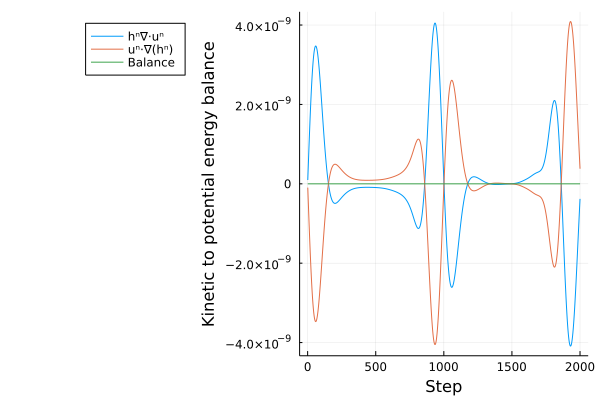 hⁿ∇·uⁿ
uⁿ·∇(hⁿ)
Balance
Kinetic to potential energy balance
4.0×10⁻⁹
2.0×10⁻⁹
0
−2.0×10⁻⁹
−4.0×10⁻⁹
0 500 1000 1500 2000
Step